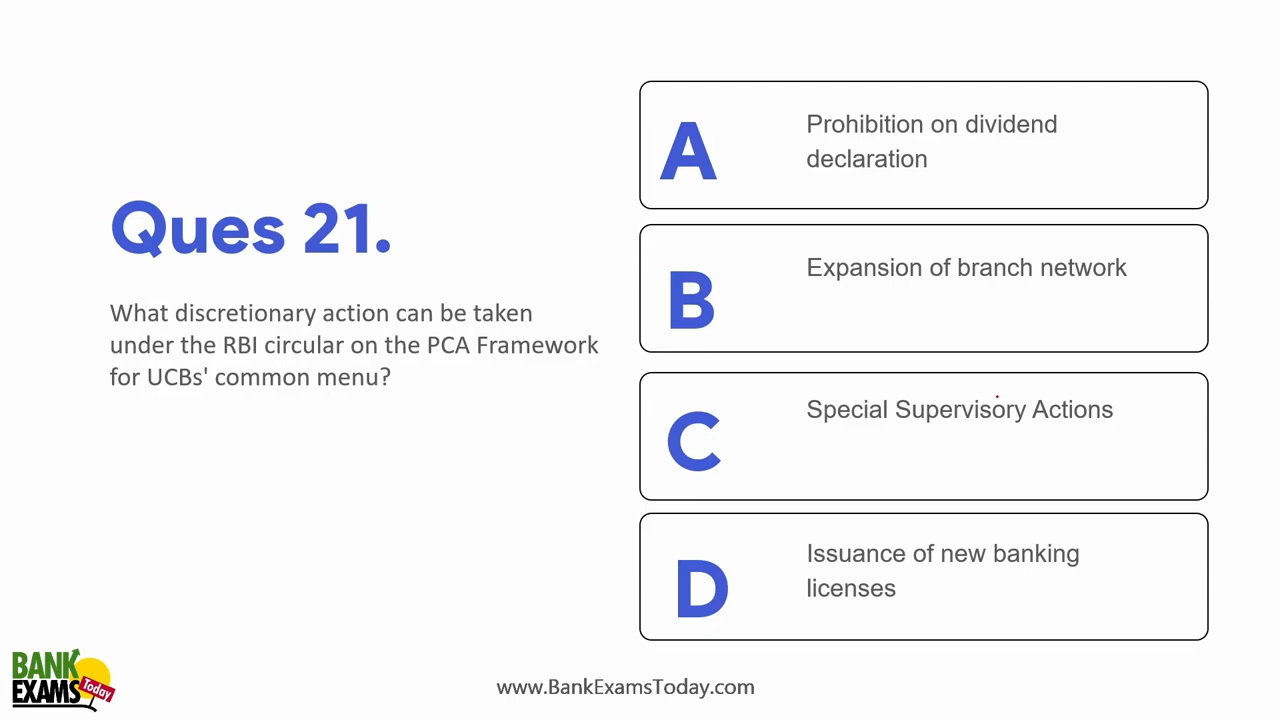 Ques 21.
What discretionary action can be taken
under the RBI circular on the PCA Framework
for UCBs' common menu?
A
Prohibition on dividend
declaration
B
Expansion of branch network
C
Special Supervisory Actions
D
Issuance of new banking
licenses
BANK
EXAMS
Today
www.BankExamsToday.com